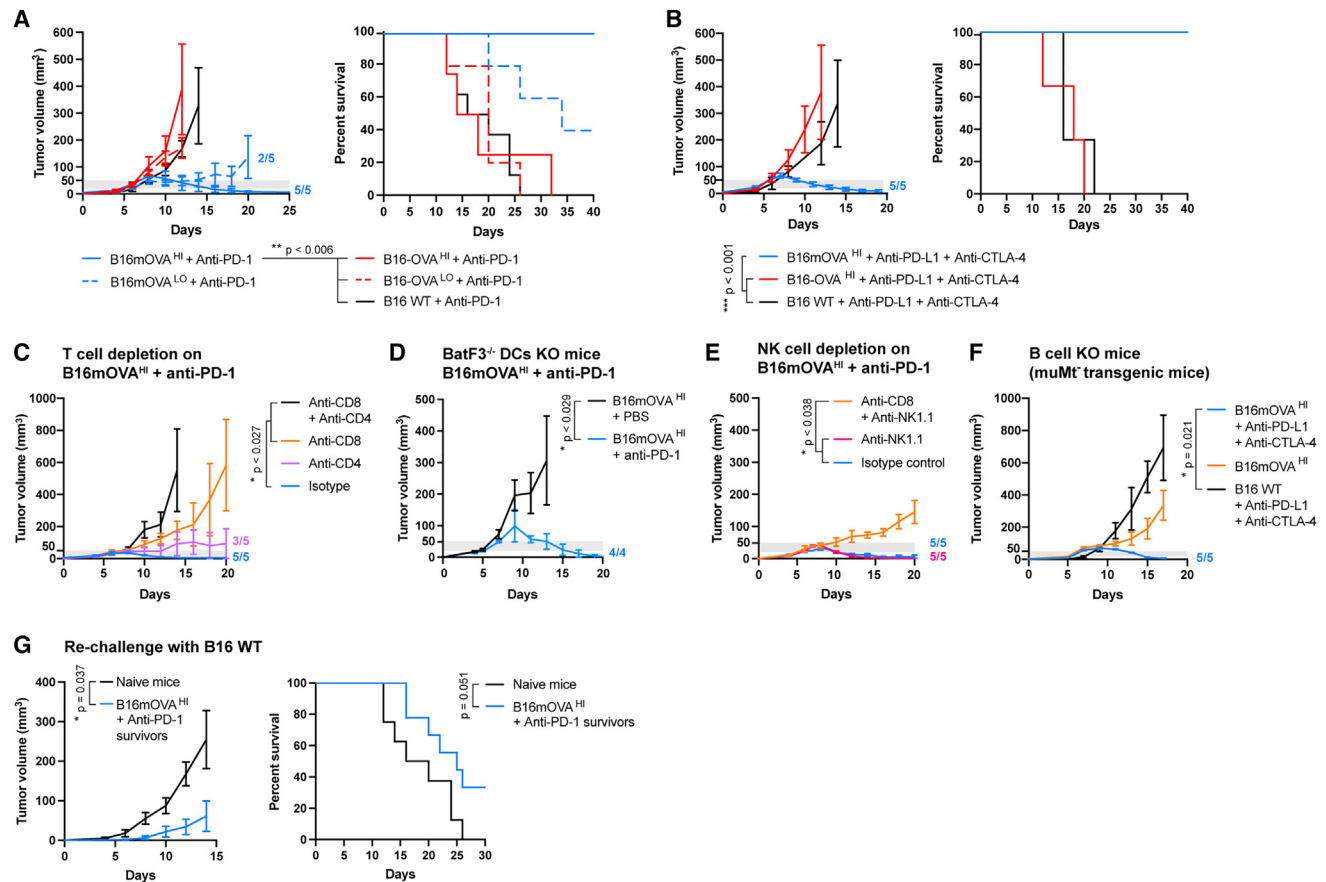 A
B
Tumor volume (mm³)
600
500
400
300
200
100
50
0
0 5 10 15 20 25
Days
2/5
5/5
Percent survival
100
80
60
40
20
0
0 5 10 15 20 25 30 35 40
Days
B16mOVA HI + Anti-PD-1
B16mOVA LO + Anti-PD-1
** p < 0.006
B16-OVA HI + Anti-PD-1
B16-OVA LO + Anti-PD-1
B16 WT + Anti-PD-1
Tumor volume (mm³)
600
500
400
300
200
100
50
0
0 5 10 15 20
Days
5/5
Percent survival
100
80
60
40
20
0
0 5 10 15 20 25 30 35 40
Days
*** p < 0.001
B16mOVA HI + Anti-PD-L1 + Anti-CTLA-4
B16-OVA HI + Anti-PD-L1 + Anti-CTLA-4
B16 WT + Anti-PD-L1 + Anti-CTLA-4
C
T cell depletion on
B16mOVA HI + anti-PD-1
Tumor volume (mm³)
1000
800
600
400
200
50
0
0 5 10 15 20
Days
3/5
5/5
* p < 0.027
Anti-CD8
+ Anti-CD4
Anti-CD8
Anti-CD4
Isotype
D
BatF3-/- DCs KO mice
B16mOVA HI + anti-PD-1
Tumor volume (mm³)
500
400
300
200
100
50
0
0 5 10 15 20
Days
4/4
* p < 0.029
B16mOVA HI
+ PBS
B16mOVA HI
+ anti-PD-1
E
NK cell depletion on
B16mOVA HI + anti-PD-1
Tumor volume (mm³)
500
400
300
200
100
50
0
0 5 10 15 20
Days
5/5
5/5
* p < 0.038
Anti-CD8
+ Anti-NK1.1
Anti-NK1.1
Isotype control
F
B cell KO mice
(muMt- transgenic mice)
Tumor volume (mm³)
1000
800
600
400
200
50
0
0 5 10 15 20
Days
5/5
* p = 0.021
B16mOVA HI
+ Anti-PD-L1
+ Anti-CTLA-4
B16mOVA HI
B16 WT
+ Anti-PD-L1
+ Anti-CTLA-4
G
Re-challenge with B16 WT
Tumor volume (mm³)
400
300
200
100
0
0 5 10 15
Days
* p = 0.037
Naive mice
B16mOVA HI
+ Anti-PD-1
survivors
Percent survival
100
80
60
40
20
0
0 5 10 15 20 25 30
Days
p = 0.051
Naive mice
B16mOVA HI
+ Anti-PD-1 survivors